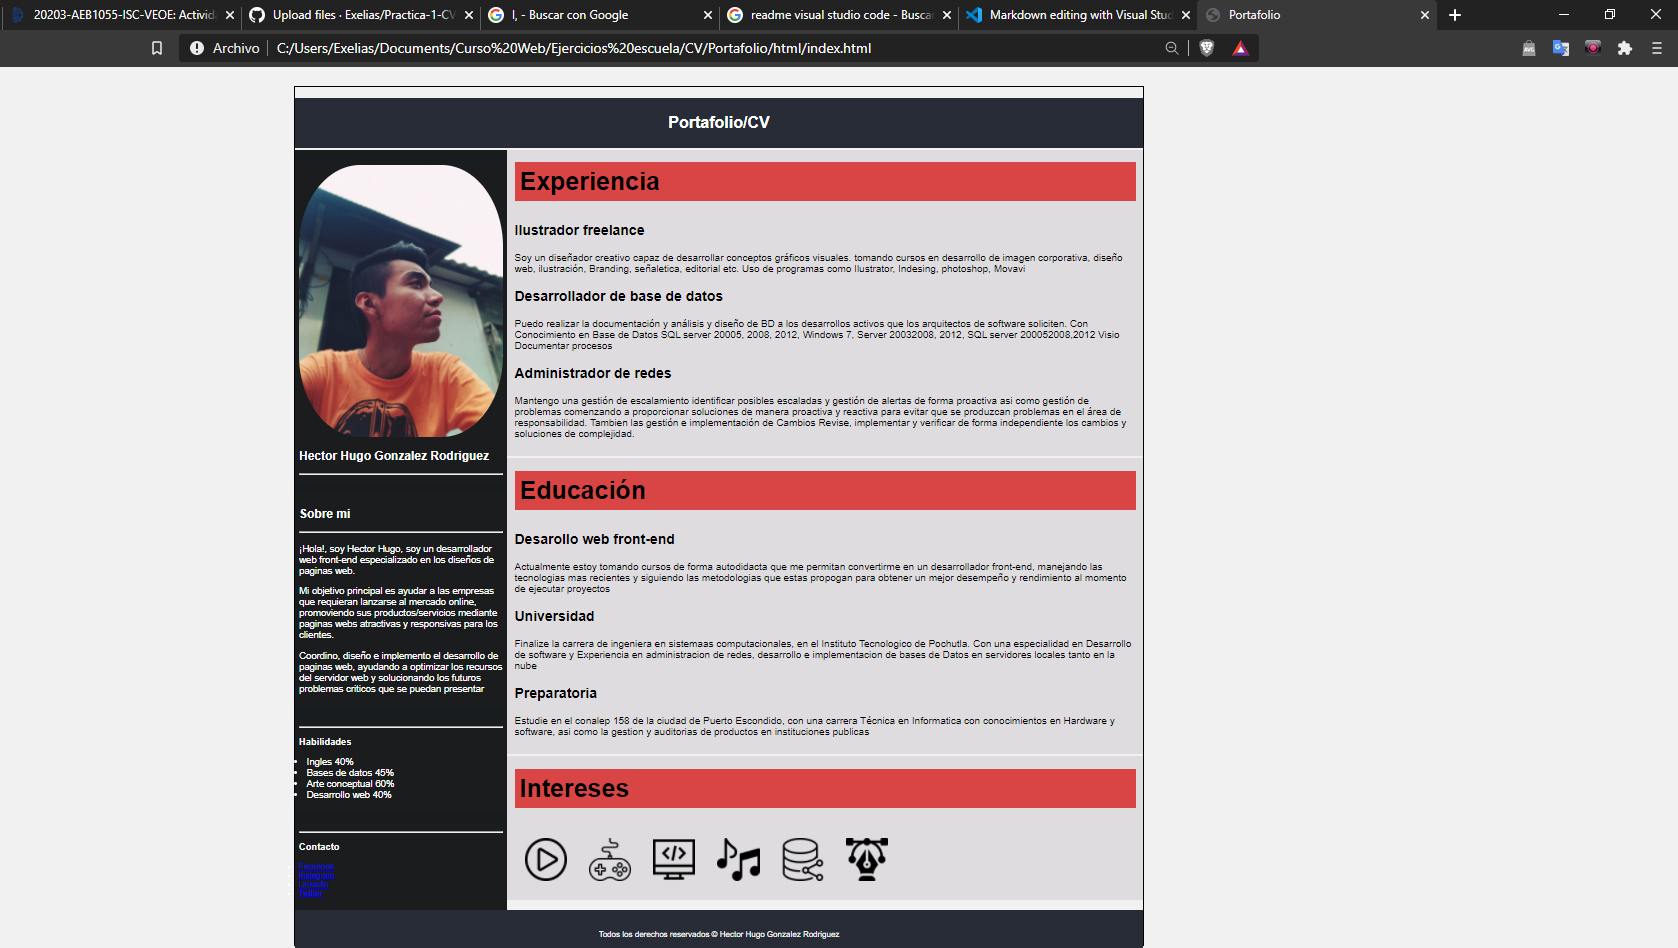 20203-AEB1055-ISC-VEOE: Activid
Upload files · Exelias/Practica-1-CV
l, - Buscar con Google
readme visual studio code - Busca
Markdown editing with Visual Stud
Portafolio
Archivo
C:/Users/Exelias/Documents/Curso%20Web/Ejercicios%20escuela/CV/Portafolio/html/index.html
Portafolio/CV
Hector Hugo Gonzalez Rodriguez
Sobre mi
¡Hola!, soy Hector Hugo, soy un desarrollador
web front-end especializado en los diseños de
paginas web.
Mi objetivo principal es ayudar a las empresas
que requieran lanzarse al mercado online,
promoviendo sus productos/servicios mediante
paginas webs atractivas y responsivas para los
clientes.
Coordino, diseño e implemento el desarrollo de
paginas web, ayudando a optimizar los recursos
del servidor web y solucionando los futuros
problemas criticos que se puedan presentar
Habilidades
Ingles 40%
Bases de datos 45%
Arte conceptual 60%
Desarrollo web 40%
Contacto
Facebook
Instagram
Linkedin
Twitter
Experiencia
Ilustrador freelance
Soy un diseñador creativo capaz de desarrollar conceptos gráficos visuales. tomando cursos en desarrollo de imagen corporativa, diseño
web, ilustración, Branding, señaletica, editorial etc. Uso de programas como Ilustrator, Indesing, photoshop, Movavi
Desarrollador de base de datos
Puedo realizar la documentación y análisis y diseño de BD a los desarrollos activos que los arquitectos de software soliciten. Con
Conocimiento en Base de Datos SQL server 20005, 2008, 2012, Windows 7, Server 20032008, 2012, SQL server 200052008,2012 Visio
Documentar procesos
Administrador de redes
Mantengo una gestión de escalamiento identificar posibles escaladas y gestión de alertas de forma proactiva asi como gestión de
problemas comenzando a proporcionar soluciones de manera proactiva y reactiva para evitar que se produzcan problemas en el área de
responsabilidad. Tambien las gestión e implementación de Cambios Revise, implementar y verificar de forma independiente los cambios y
soluciones de complejidad.
Educación
Desarollo web front-end
Actualmente estoy tomando cursos de forma autodidacta que me permitan convertirme en un desarrollador front-end, manejando las
tecnologias mas recientes y siguiendo las metodologias que estas propogan para obtener un mejor desempeño y rendimiento al momento
de ejecutar proyectos
Universidad
Finalize la carrera de ingeniera en sistemaas computacionales, en el Instituto Tecnologico de Pochutla. Con una especialidad en Desarrollo
de software y Experiencia en administracion de redes, desarrollo e implementacion de bases de Datos en servidores locales tanto en la
nube
Preparatoria
Estudie en el conalep 158 de la ciudad de Puerto Escondido, con una carrera Técnica en Informatica con conocimientos en Hardware y
software, asi como la gestion y auditorias de productos en instituciones publicas
Intereses
Todos los derechos reservados © Hector Hugo Gonzalez Rodriguez